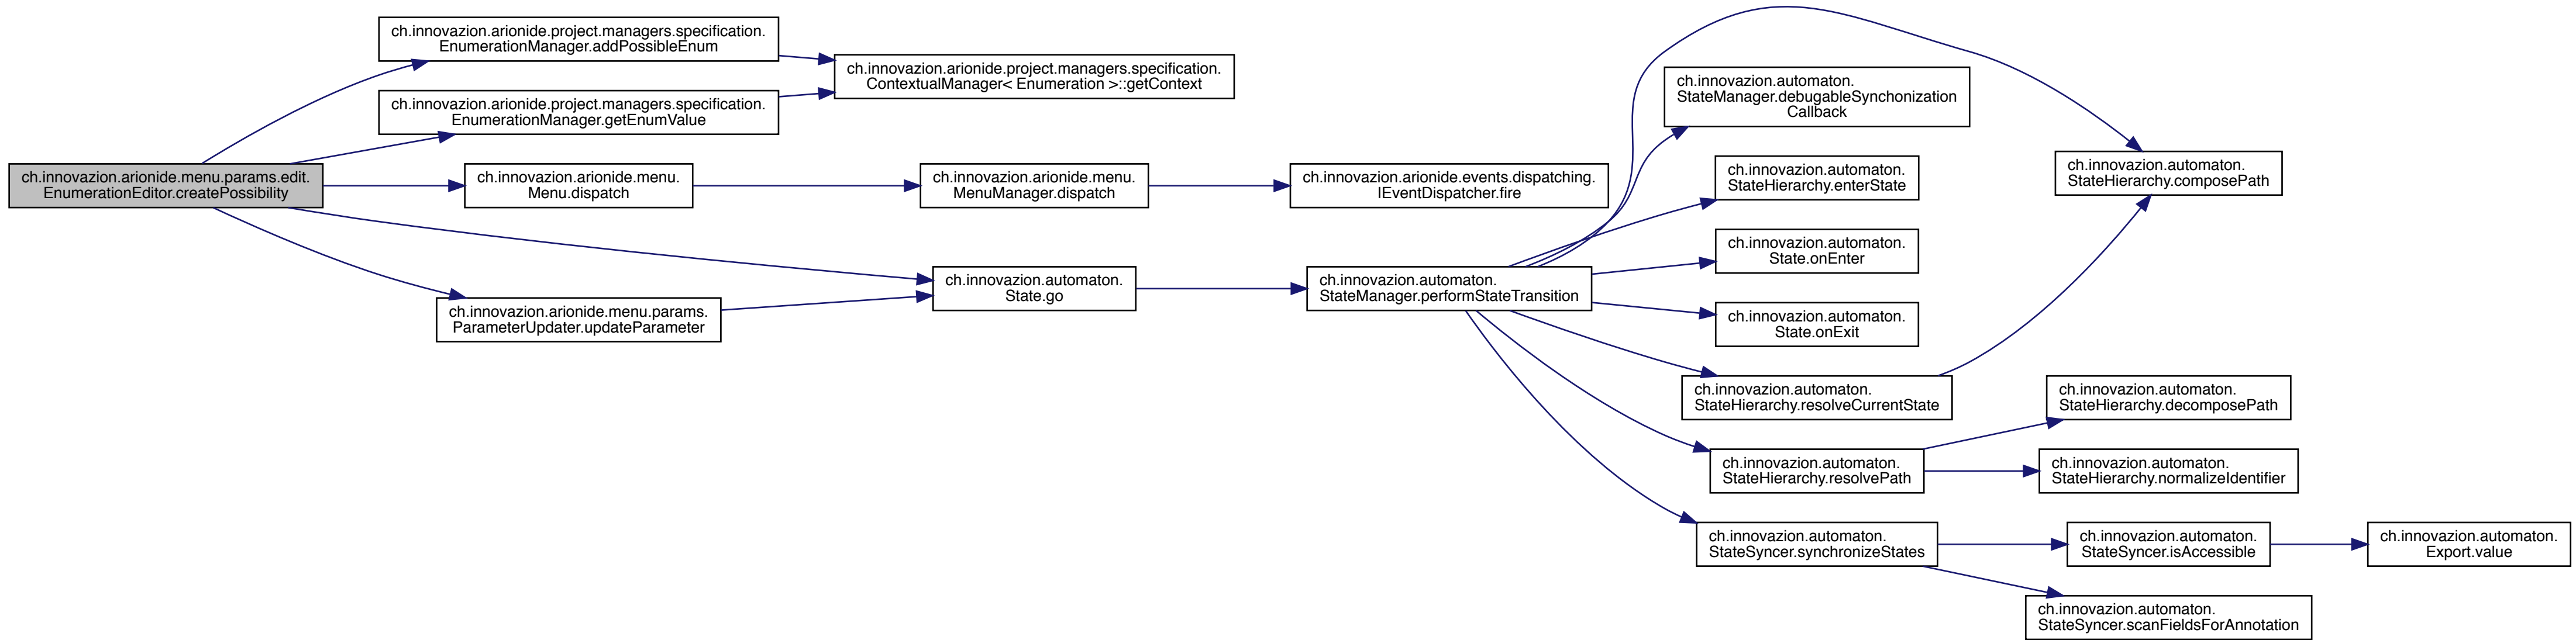 ch.innovazion.arionide.menu.params.edit.
EnumerationEditor.createPossibility
ch.innovazion.arionide.project.managers.specification.
EnumerationManager.addPossibleEnum
ch.innovazion.arionide.project.managers.specification.
EnumerationManager.getEnumValue
ch.innovazion.arionide.menu.
Menu.dispatch
ch.innovazion.arionide.menu.params.
ParameterUpdater.updateParameter
ch.innovazion.arionide.project.managers.specification.
ContextualManager< Enumeration >::getContext
ch.innovazion.arionide.menu.
MenuManager.dispatch
ch.innovazion.automaton.
State.go
ch.innovazion.arionide.events.dispatching.
IEventDispatcher.fire
ch.innovazion.automaton.
StateManager.performStateTransition
ch.innovazion.automaton.
StateManager.debugableSynchonization
Callback
ch.innovazion.automaton.
StateHierarchy.enterState
ch.innovazion.automaton.
State.onEnter
ch.innovazion.automaton.
State.onExit
ch.innovazion.automaton.
StateHierarchy.resolveCurrentState
ch.innovazion.automaton.
StateHierarchy.resolvePath
ch.innovazion.automaton.
StateSyncer.synchronizeStates
ch.innovazion.automaton.
StateHierarchy.composePath
ch.innovazion.automaton.
StateHierarchy.decomposePath
ch.innovazion.automaton.
StateHierarchy.normalizeIdentifier
ch.innovazion.automaton.
StateSyncer.isAccessible
ch.innovazion.automaton.
StateSyncer.scanFieldsForAnnotation
ch.innovazion.automaton.
Export.value